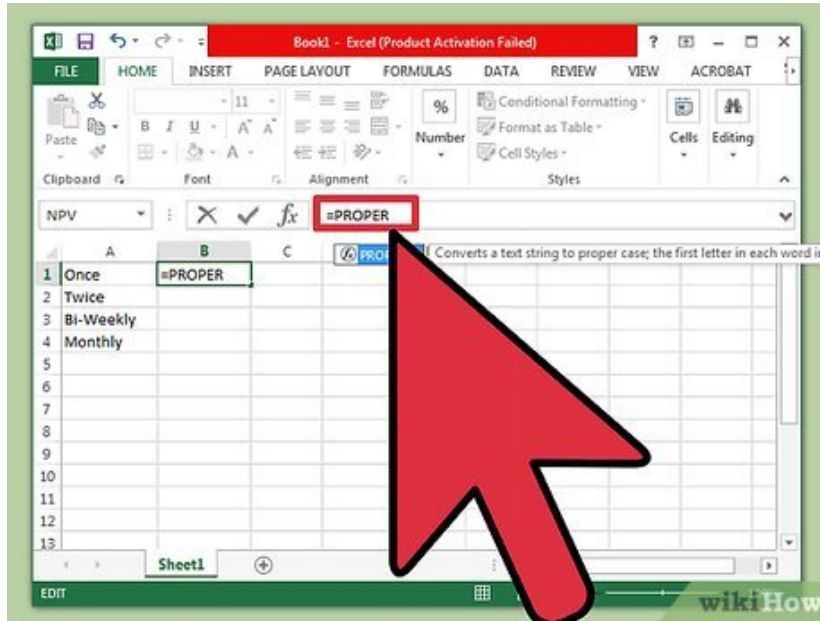 Book1 - Excel (Product Activation Failed)
FILE HOME INSERT PAGE LAYOUT FORMULAS DATA REVIEW VIEW ACROBAT
11
Conditional Formatting
Paste
B I U A A
%
Number
Format as Table
Cells Editing
A
Cell Styles
Clipboard Font Alignment Styles
NPV fx =PROPER
A B C
PROP Converts a text string to proper case; the first letter in each word i
1 Once =PROPER
2 Twice
3 Bi-Weekly
4 Monthly
5
6
7
8
9
10
11
12
13
Sheet1
EDIT
wikiHow